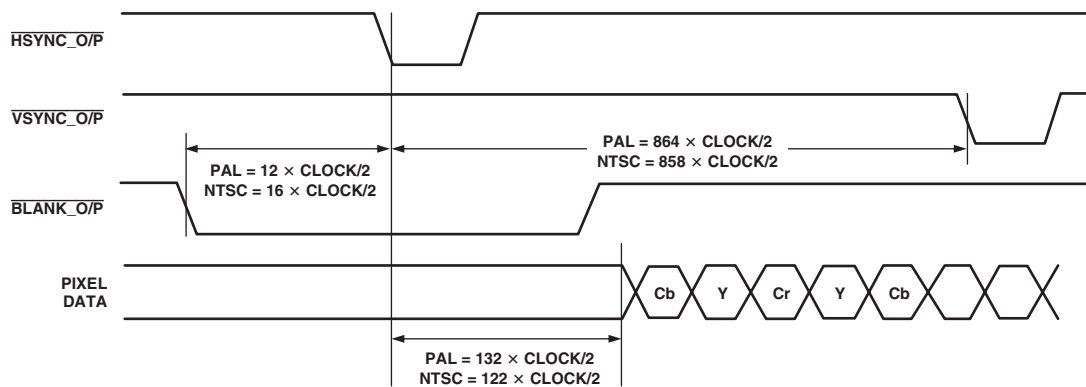 HSYNC_O/P
VSYNC_O/P
PAL = 864 × CLOCK/2
NTSC = 858 × CLOCK/2
PAL = 12 × CLOCK/2
NTSC = 16 × CLOCK/2
BLANK_O/P
PIXEL
DATA
Cb Y Cr Y Cb
PAL = 132 × CLOCK/2
NTSC = 122 × CLOCK/2